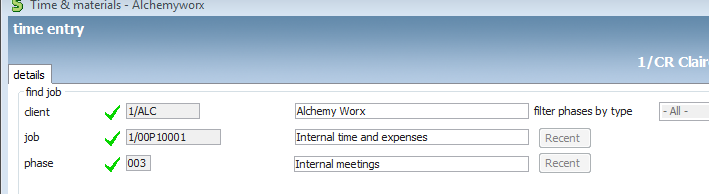 Time & materials - Alchemyworx
time entry
1/CR Clair
details
find job
client 1/ALC Alchemy Worx filter phases by type - All -
job 1/00P10001 Internal time and expenses Recent
phase 003 Internal meetings Recent